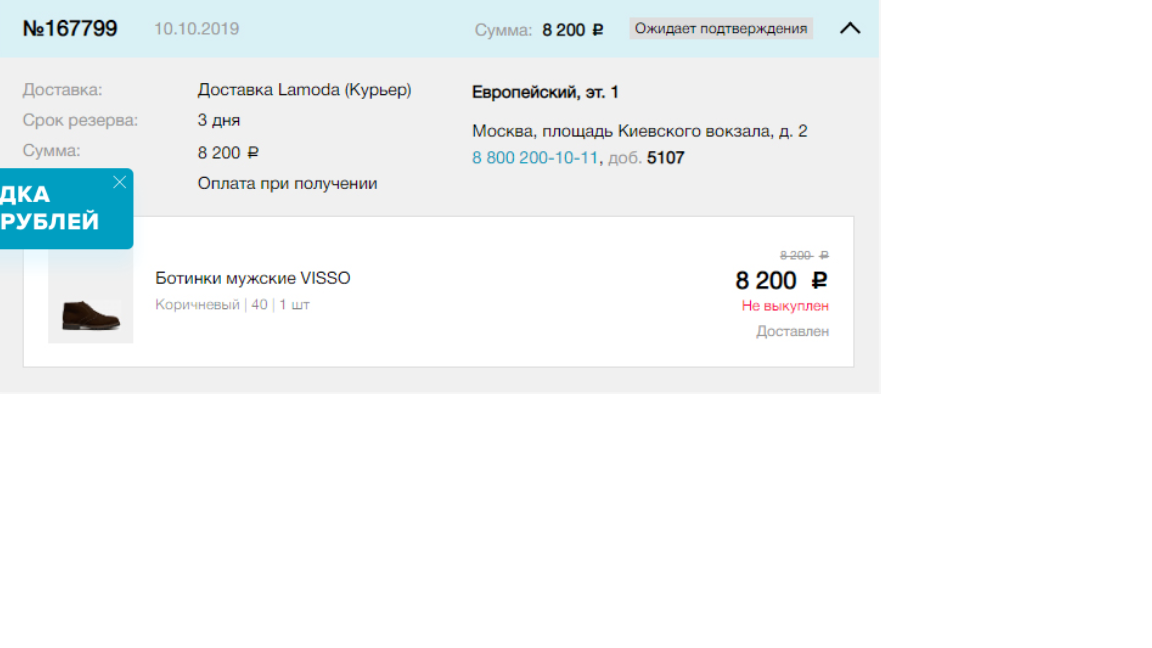 №167799 10.10.2019 Сумма: 8 200 ₽ Ожидает подтверждения
Доставка: Доставка Lamoda (Курьер)
Срок резерва: 3 дня
Сумма: 8 200 ₽
Оплата при получении
Европейский, эт. 1
Москва, площадь Киевского вокзала, д. 2
8 800 200-10-11, доб. 5107
ДКА
РУБЛЕЙ
Ботинки мужские VISSO
Коричневый | 40 | 1 шт
8 200 ₽
8 200 ₽
Не выкуплен
Доставлен